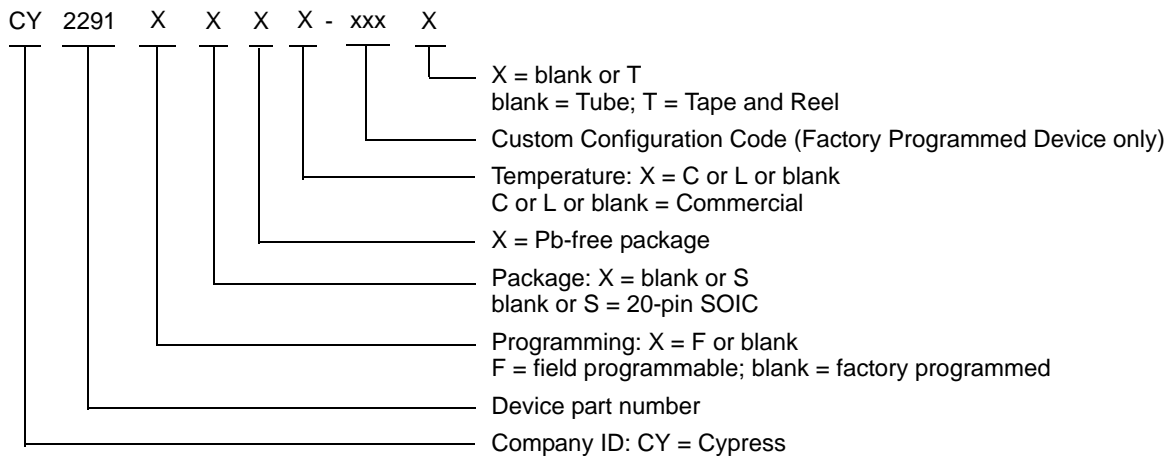 CY 2291 X X X X - xxx X
X = blank or T
blank = Tube; T = Tape and Reel
Custom Configuration Code (Factory Programmed Device only)
Temperature: X = C or L or blank
C or L or blank = Commercial
X = Pb-free package
Package: X = blank or S
blank or S = 20-pin SOIC
Programming: X = F or blank
F = field programmable; blank = factory programmed
Device part number
Company ID: CY = Cypress